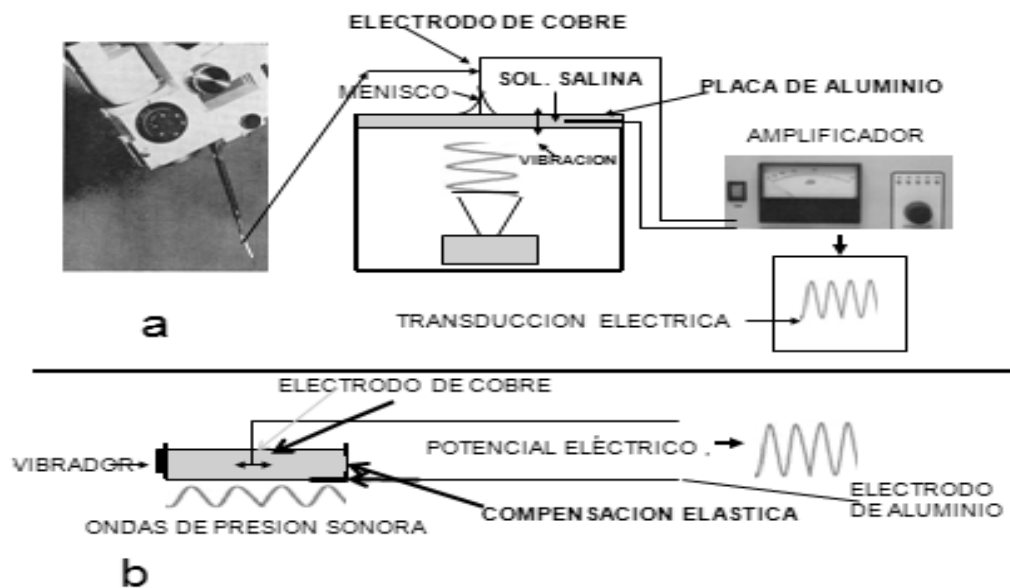 ELECTRODO DE COBRE
SOL. SALINA
MENISCO
PLACA DE ALUMINIO
VIBRACION
AMPLIFICADOR
TRANSDUCCION ELECTRICA
a
ELECTRODO DE COBRE
VIBRADOR
POTENCIAL ELÉCTRICO .
ELECTRODO
DE ALUMINIO
ONDAS DE PRESION SONORA
COMPENSACION ELASTICA
b